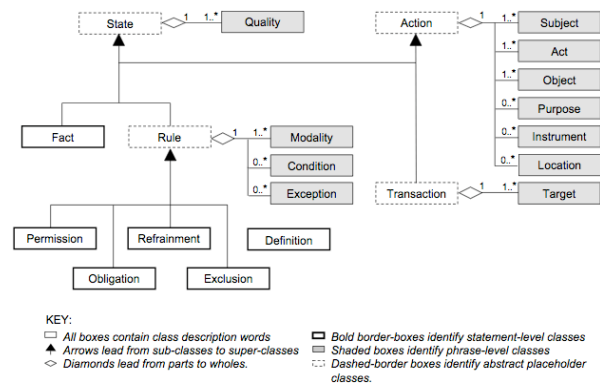 State
1
1..*
Quality
Action
1
1..*
Subject
1..*
Act
1..*
Object
0..*
Purpose
0..*
Instrument
0..*
Location
Fact
Rule
1
1..*
Modality
0..*
Condition
0..*
Exception
Transaction
1
1..*
Target
Permission
Refrainment
Definition
Obligation
Exclusion
KEY:
All boxes contain class description words
Arrows lead from sub-classes to super-classes
Diamonds lead from parts to wholes.
Bold border-boxes identify statement-level classes
Shaded boxes identify phrase-level classes
Dashed-border boxes identify abstract placeholder
classes.